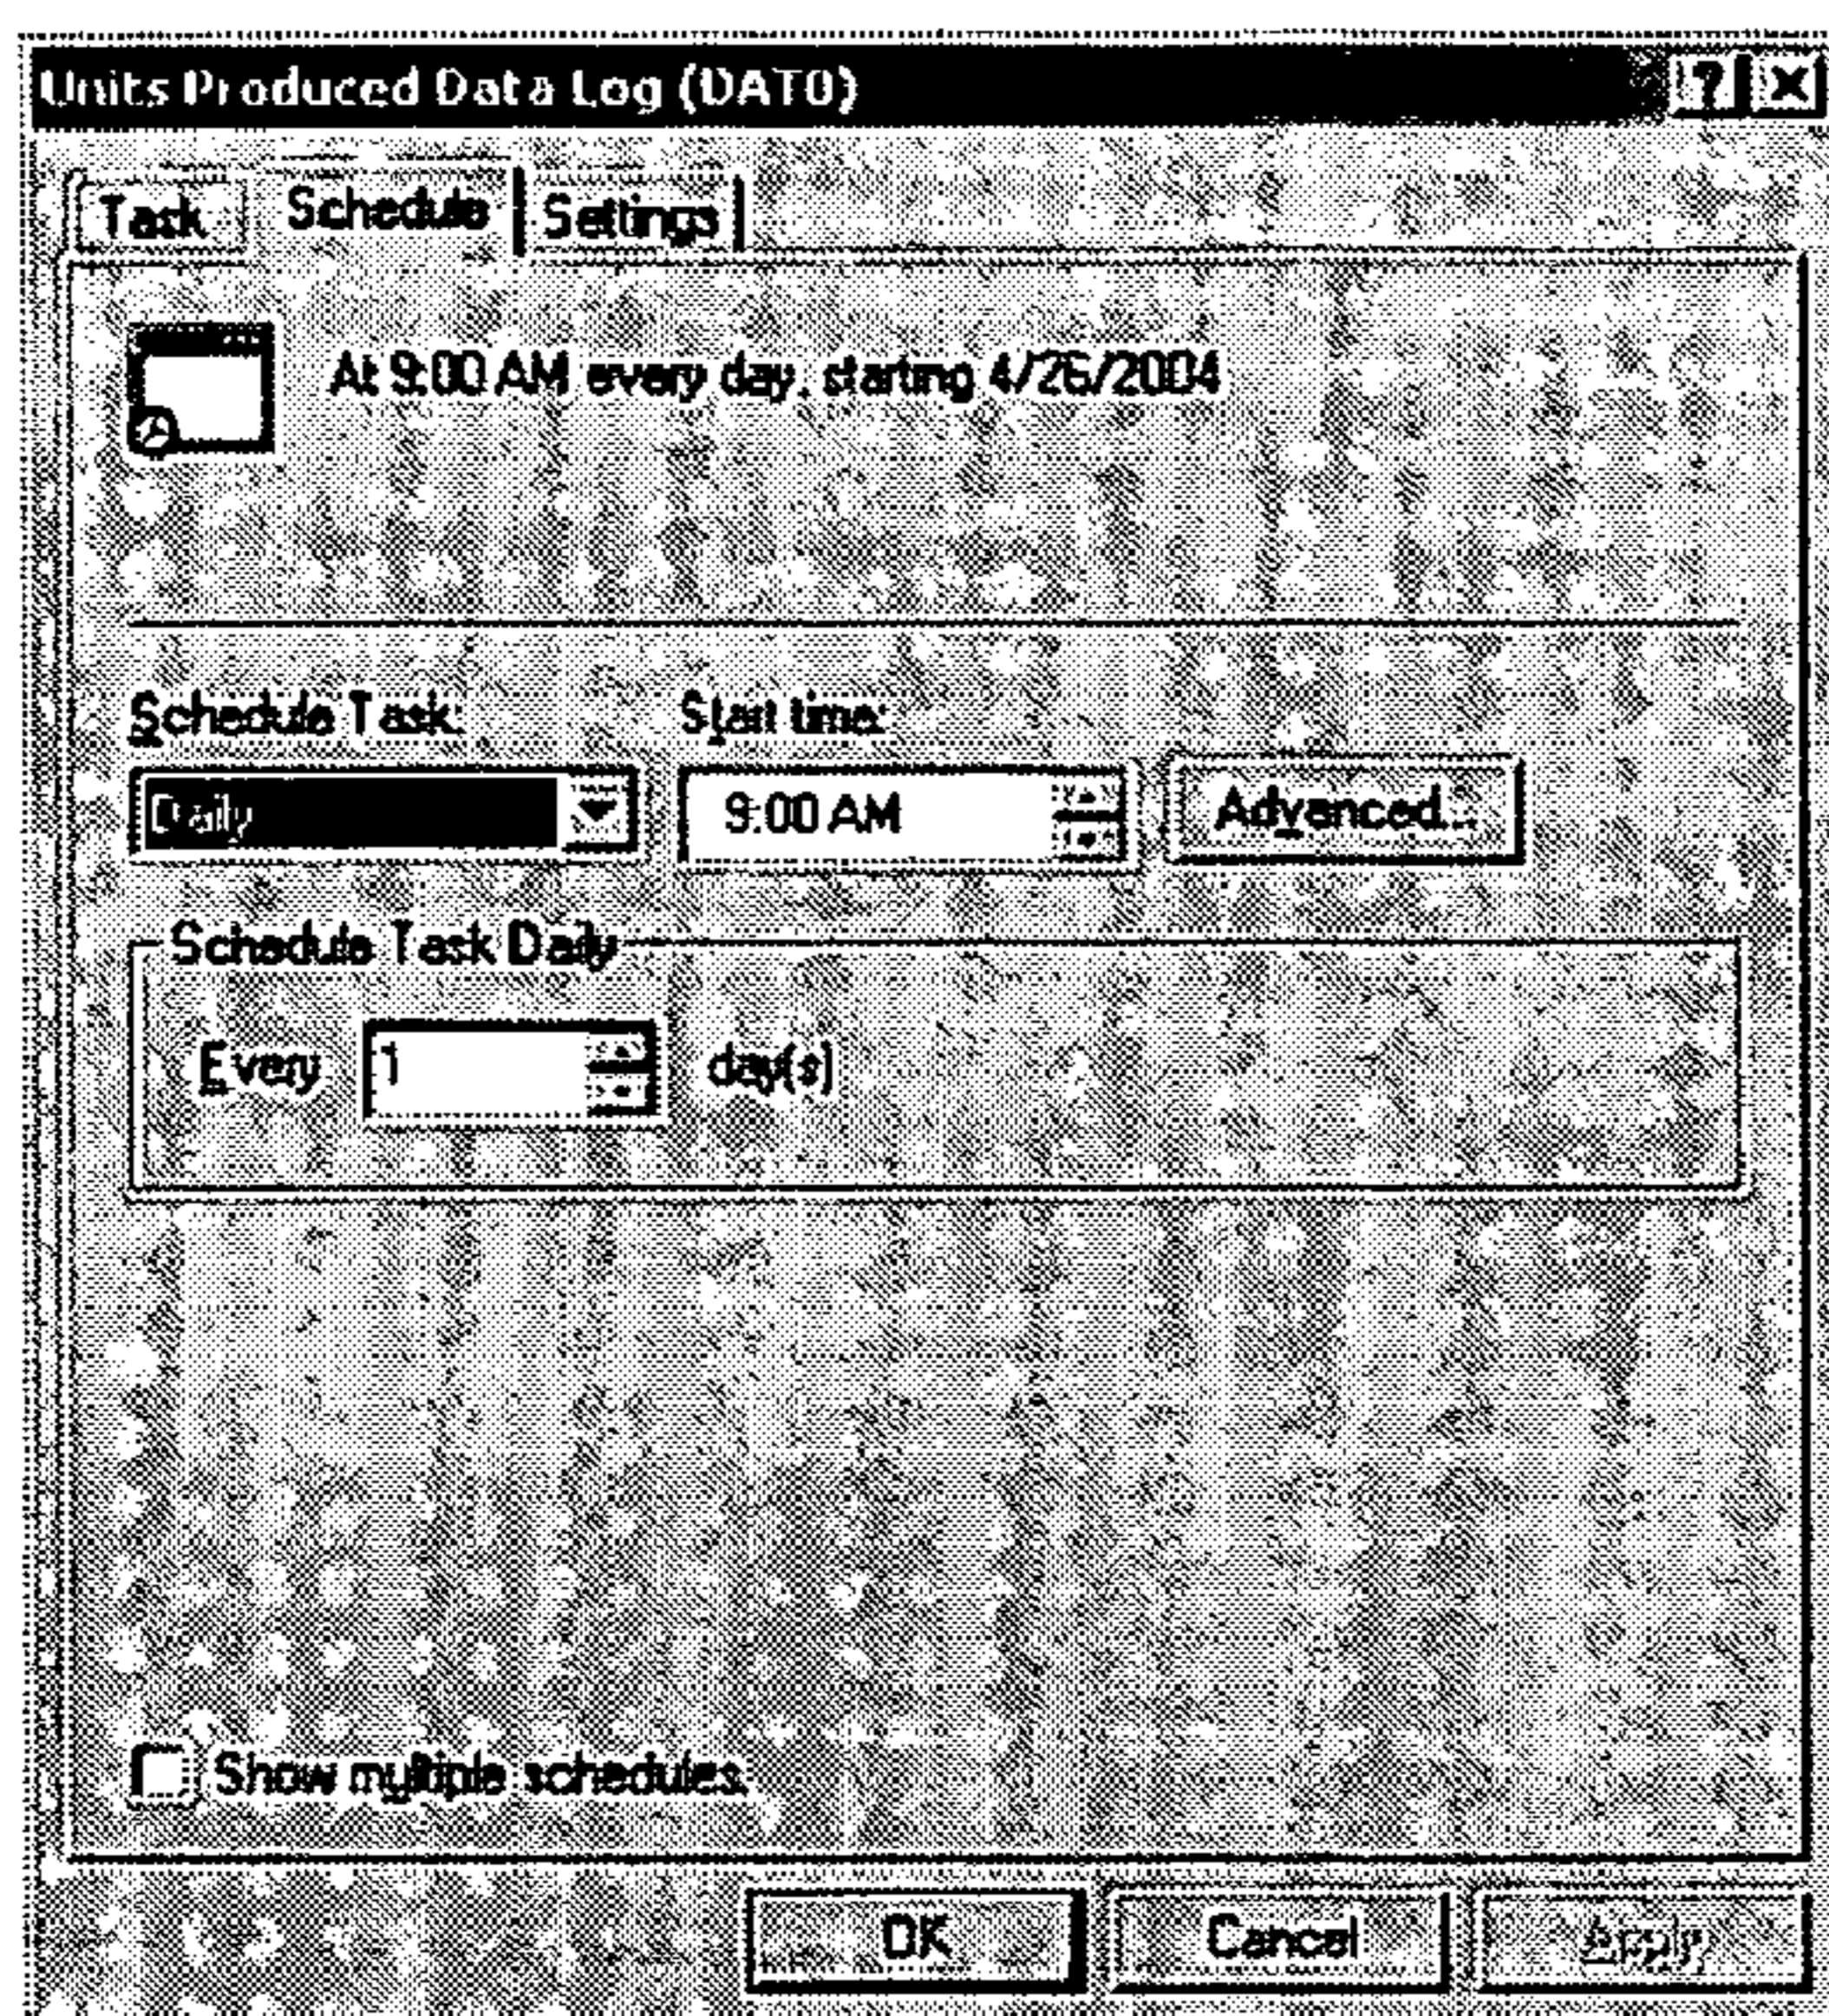 Units Produced Data Log (DAT0)
Task Schedule Settings
At 9:00 AM every day, starting 4/26/2004
Schedule Task: Start time:
Daily 9:00 AM Advanced...
Schedule Task Daily
Every 1 day(s)
Show multiple schedules.
OK Cancel Apply